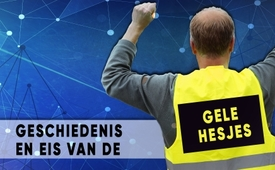 GESCHIEDENIS
EN EIS VAN DE
GELE
HESJES